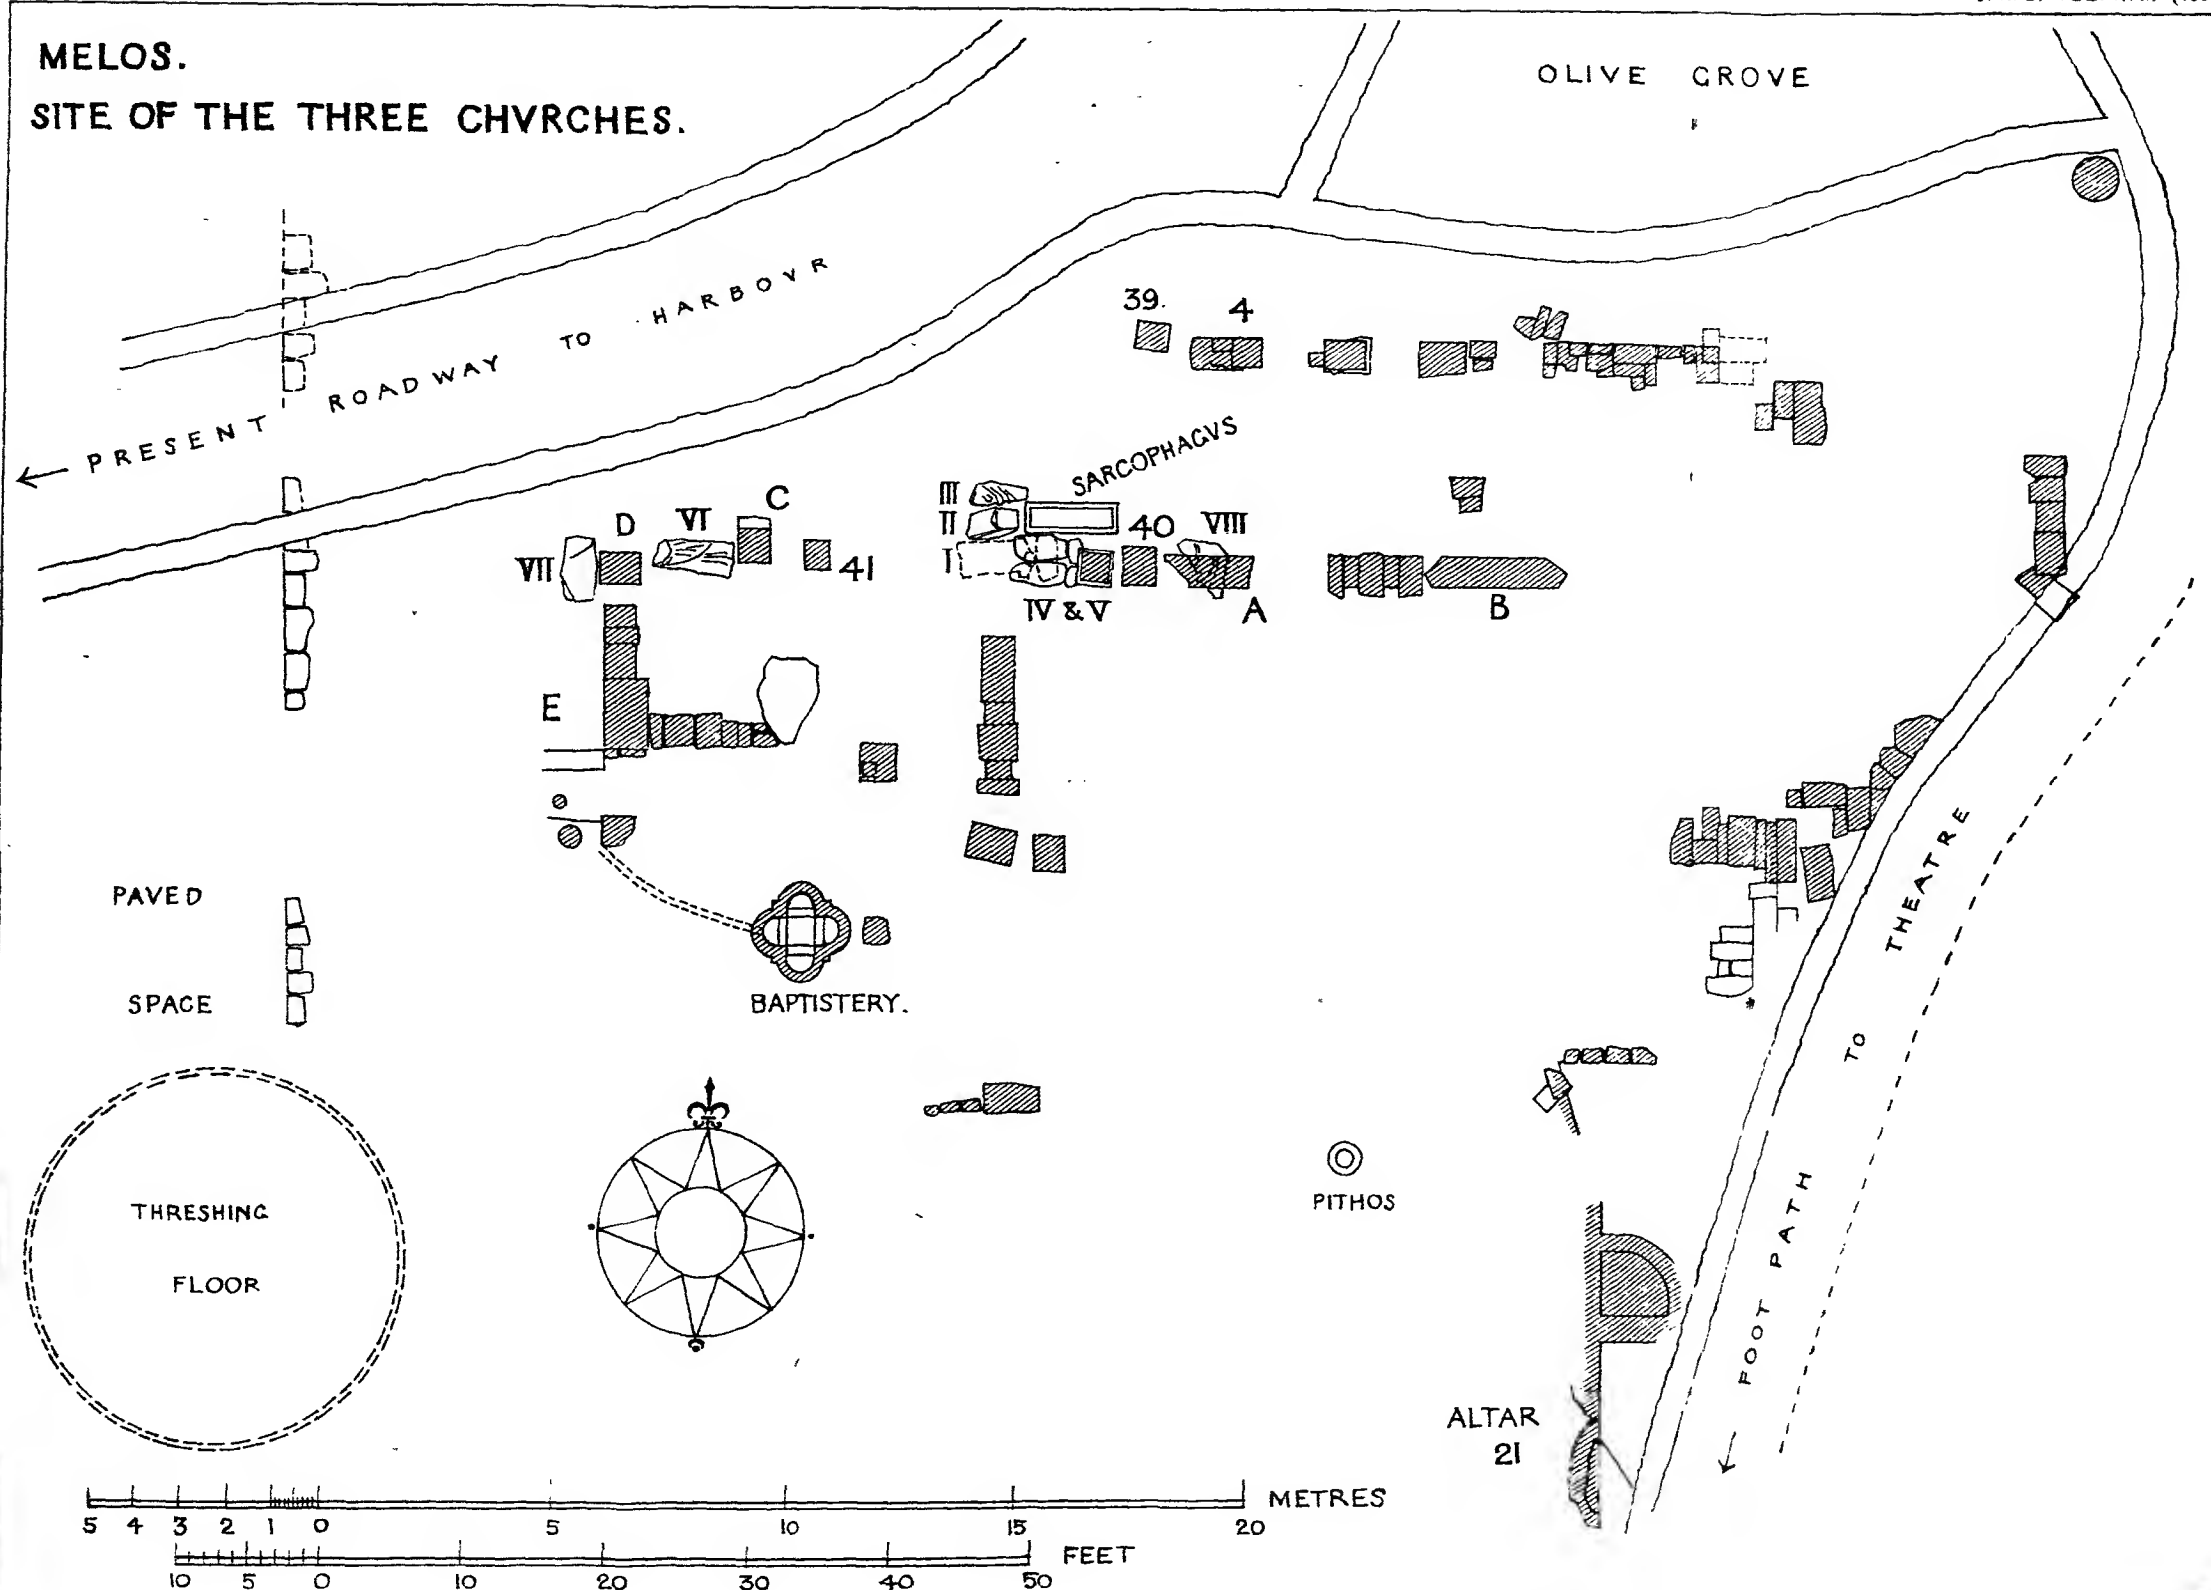 MELOS.
SITE OF THE THREE CHVRCHES.
OLIVE GROVE
PRESENT ROADWAY TO HARBOVR
39.
4
SARCOPHAGVS
III
II
I
40
VIII
IV & V
A
B
C
D
VI
VII
41
E
PAVED
SPACE
BAPTISTERY.
THRESHING
FLOOR
PITHOS
FOOT PATH TO THEATRE
ALTAR
21
METRES
5 4 3 2 1 0 5 10 15 20
FEET
10 5 0 10 20 30 40 50